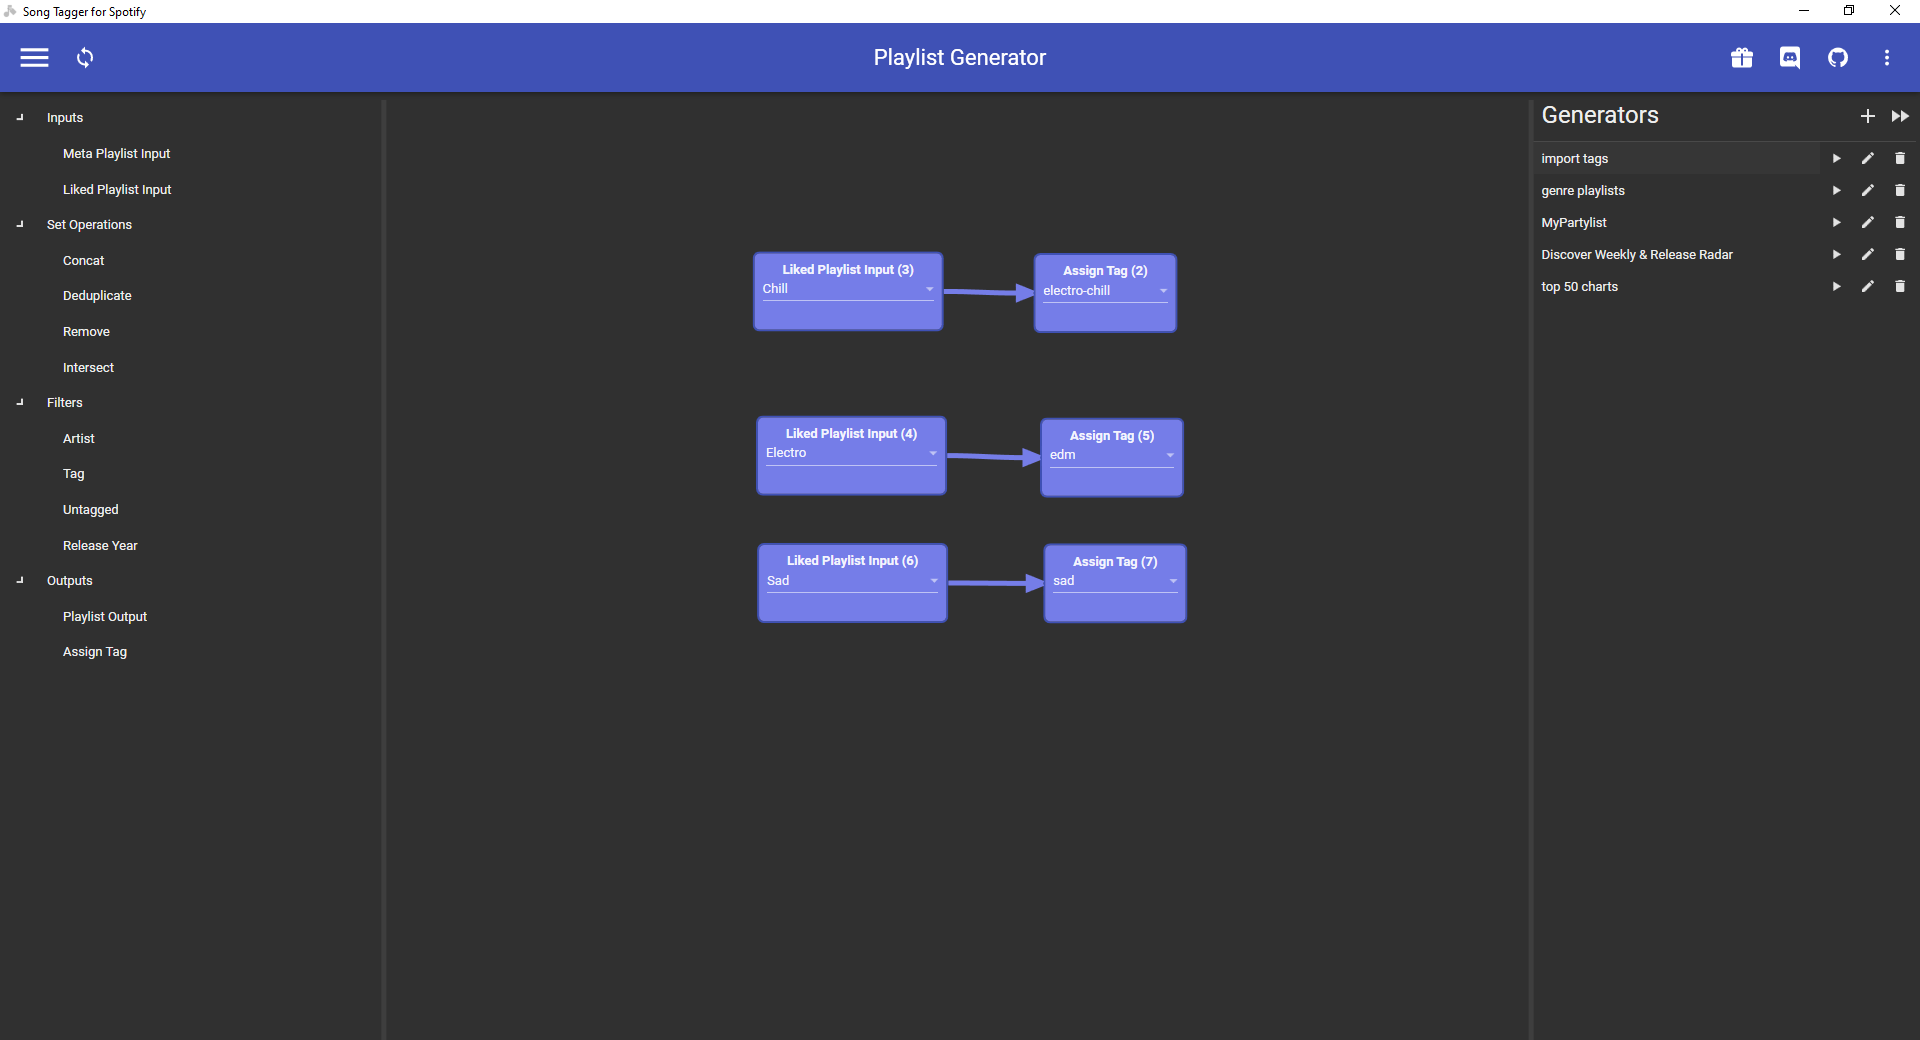 Song Tagger for Spotify
Playlist Generator
Inputs
Meta Playlist Input
Liked Playlist Input
Set Operations
Concat
Deduplicate
Remove
Intersect
Filters
Artist
Tag
Untagged
Release Year
Outputs
Playlist Output
Assign Tag
Liked Playlist Input (3)
Chill
Assign Tag (2)
electro-chill
Liked Playlist Input (4)
Electro
Assign Tag (5)
edm
Liked Playlist Input (6)
Sad
Assign Tag (7)
sad
Generators
import tags
genre playlists
MyPartylist
Discover Weekly & Release Radar
top 50 charts